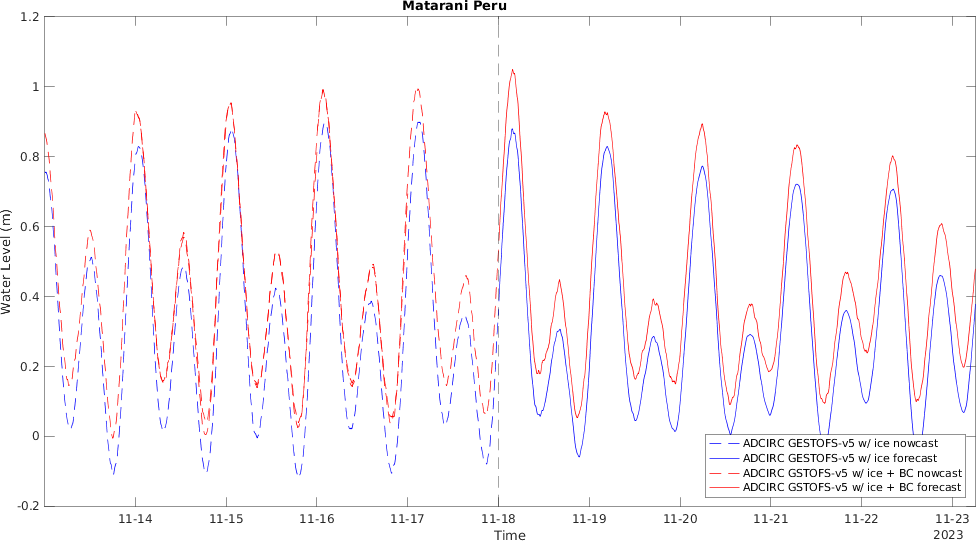 Matarani Peru
1.2
1
0.8
0.6
0.4
0.2
0
-0.2
Water Level (m)
ADCIRC GESTOFS-v5 w/ ice nowcast
ADCIRC GESTOFS-v5 w/ ice forecast
ADCIRC GSTOFS-v5 w/ ice + BC nowcast
ADCIRC GSTOFS-v5 w/ ice + BC forecast
11-14 11-15 11-16 11-17 11-18 11-19 11-20 11-21 11-22 11-23
Time
2023